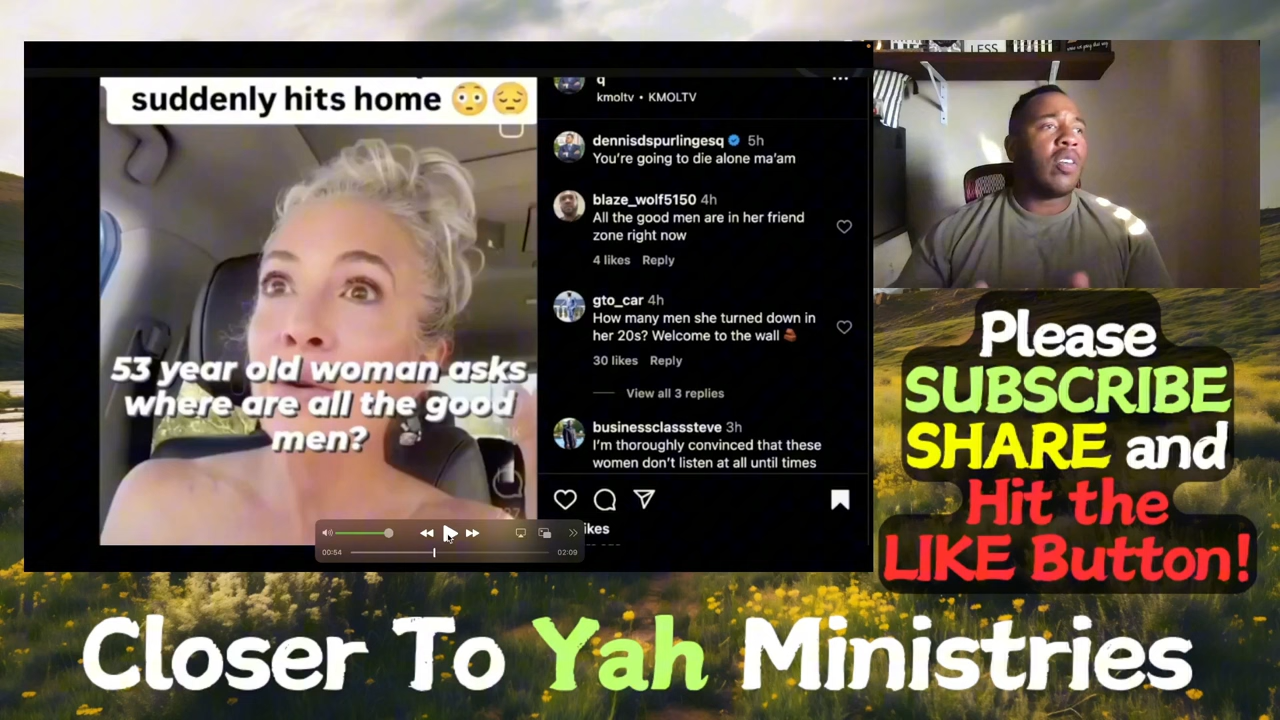 suddenly hits home 😳😔
53 year old woman asks
where are all the good
men?
q
kmoltv • KMOLTV
dennisdspurlingesq 5h
You're going to die alone ma'am
blaze_wolf5150 4h
All the good men are in her friend
zone right now
4 likes Reply
gto_car 4h
How many men she turned down in
her 20s? Welcome to the wall
30 likes Reply
View all 3 replies
businessclasssteve 3h
I'm thoroughly convinced that these
women don't listen at all until times
ikes
00:54
02:09
LESS
Please
SUBSCRIBE
SHARE and
Hit the
LIKE Button!
Closer To Yah Ministries